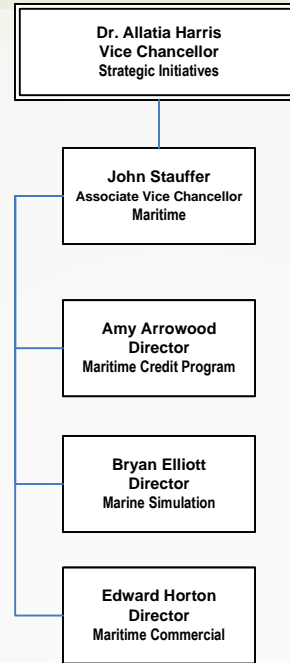 Dr. Allatia Harris
Vice Chancellor
Strategic Initiatives
John Stauffer
Associate Vice Chancellor
Maritime
Amy Arrowood
Director
Maritime Credit Program
Bryan Elliott
Director
Marine Simulation
Edward Horton
Director
Maritime Commercial